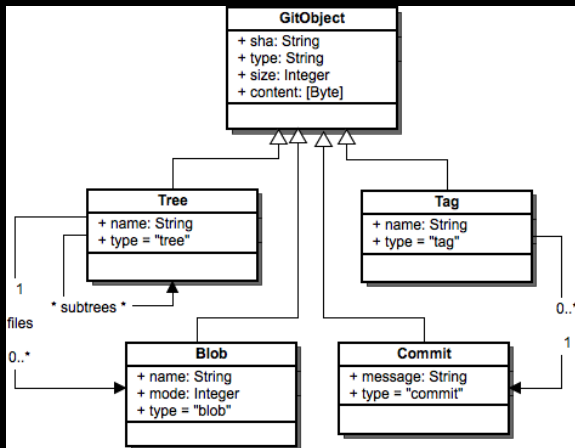 GitObject
+ sha: String
+ type: String
+ size: Integer
+ content: [Byte]
Tree
+ name: String
+ type = "tree"
Tag
+ name: String
+ type = "tag"
1
* subtrees *
files
0..*
0..*
1
Blob
+ name: String
+ mode: Integer
+ type = "blob"
Commit
+ message: String
+ type = "commit"